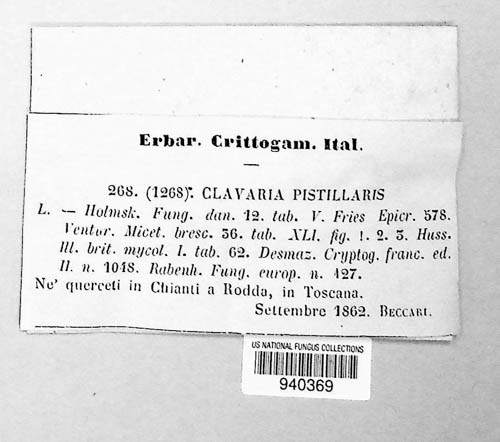 Erbar. Crittogam. Ital.
268. (1268). CLAVARIA PISTILLARIS
L. — Holmsk. Fung. dan. 12. tab. V. Fries Epicr. 578.
Ventur. Micet. bresc. 36. tab. XLI. fig. 1. 2. 3. Huss.
Ill. brit. mycol. I. tab. 62. Desmaz. Cryptog. franc. ed.
II. n. 1048. Rabenh. Fung. europ. n. 427.
Ne' querceti in Chianti a Rodda, in Toscana.
Settembre 1862. BECCARI.
US NATIONAL FUNGUS COLLECTIONS
940369